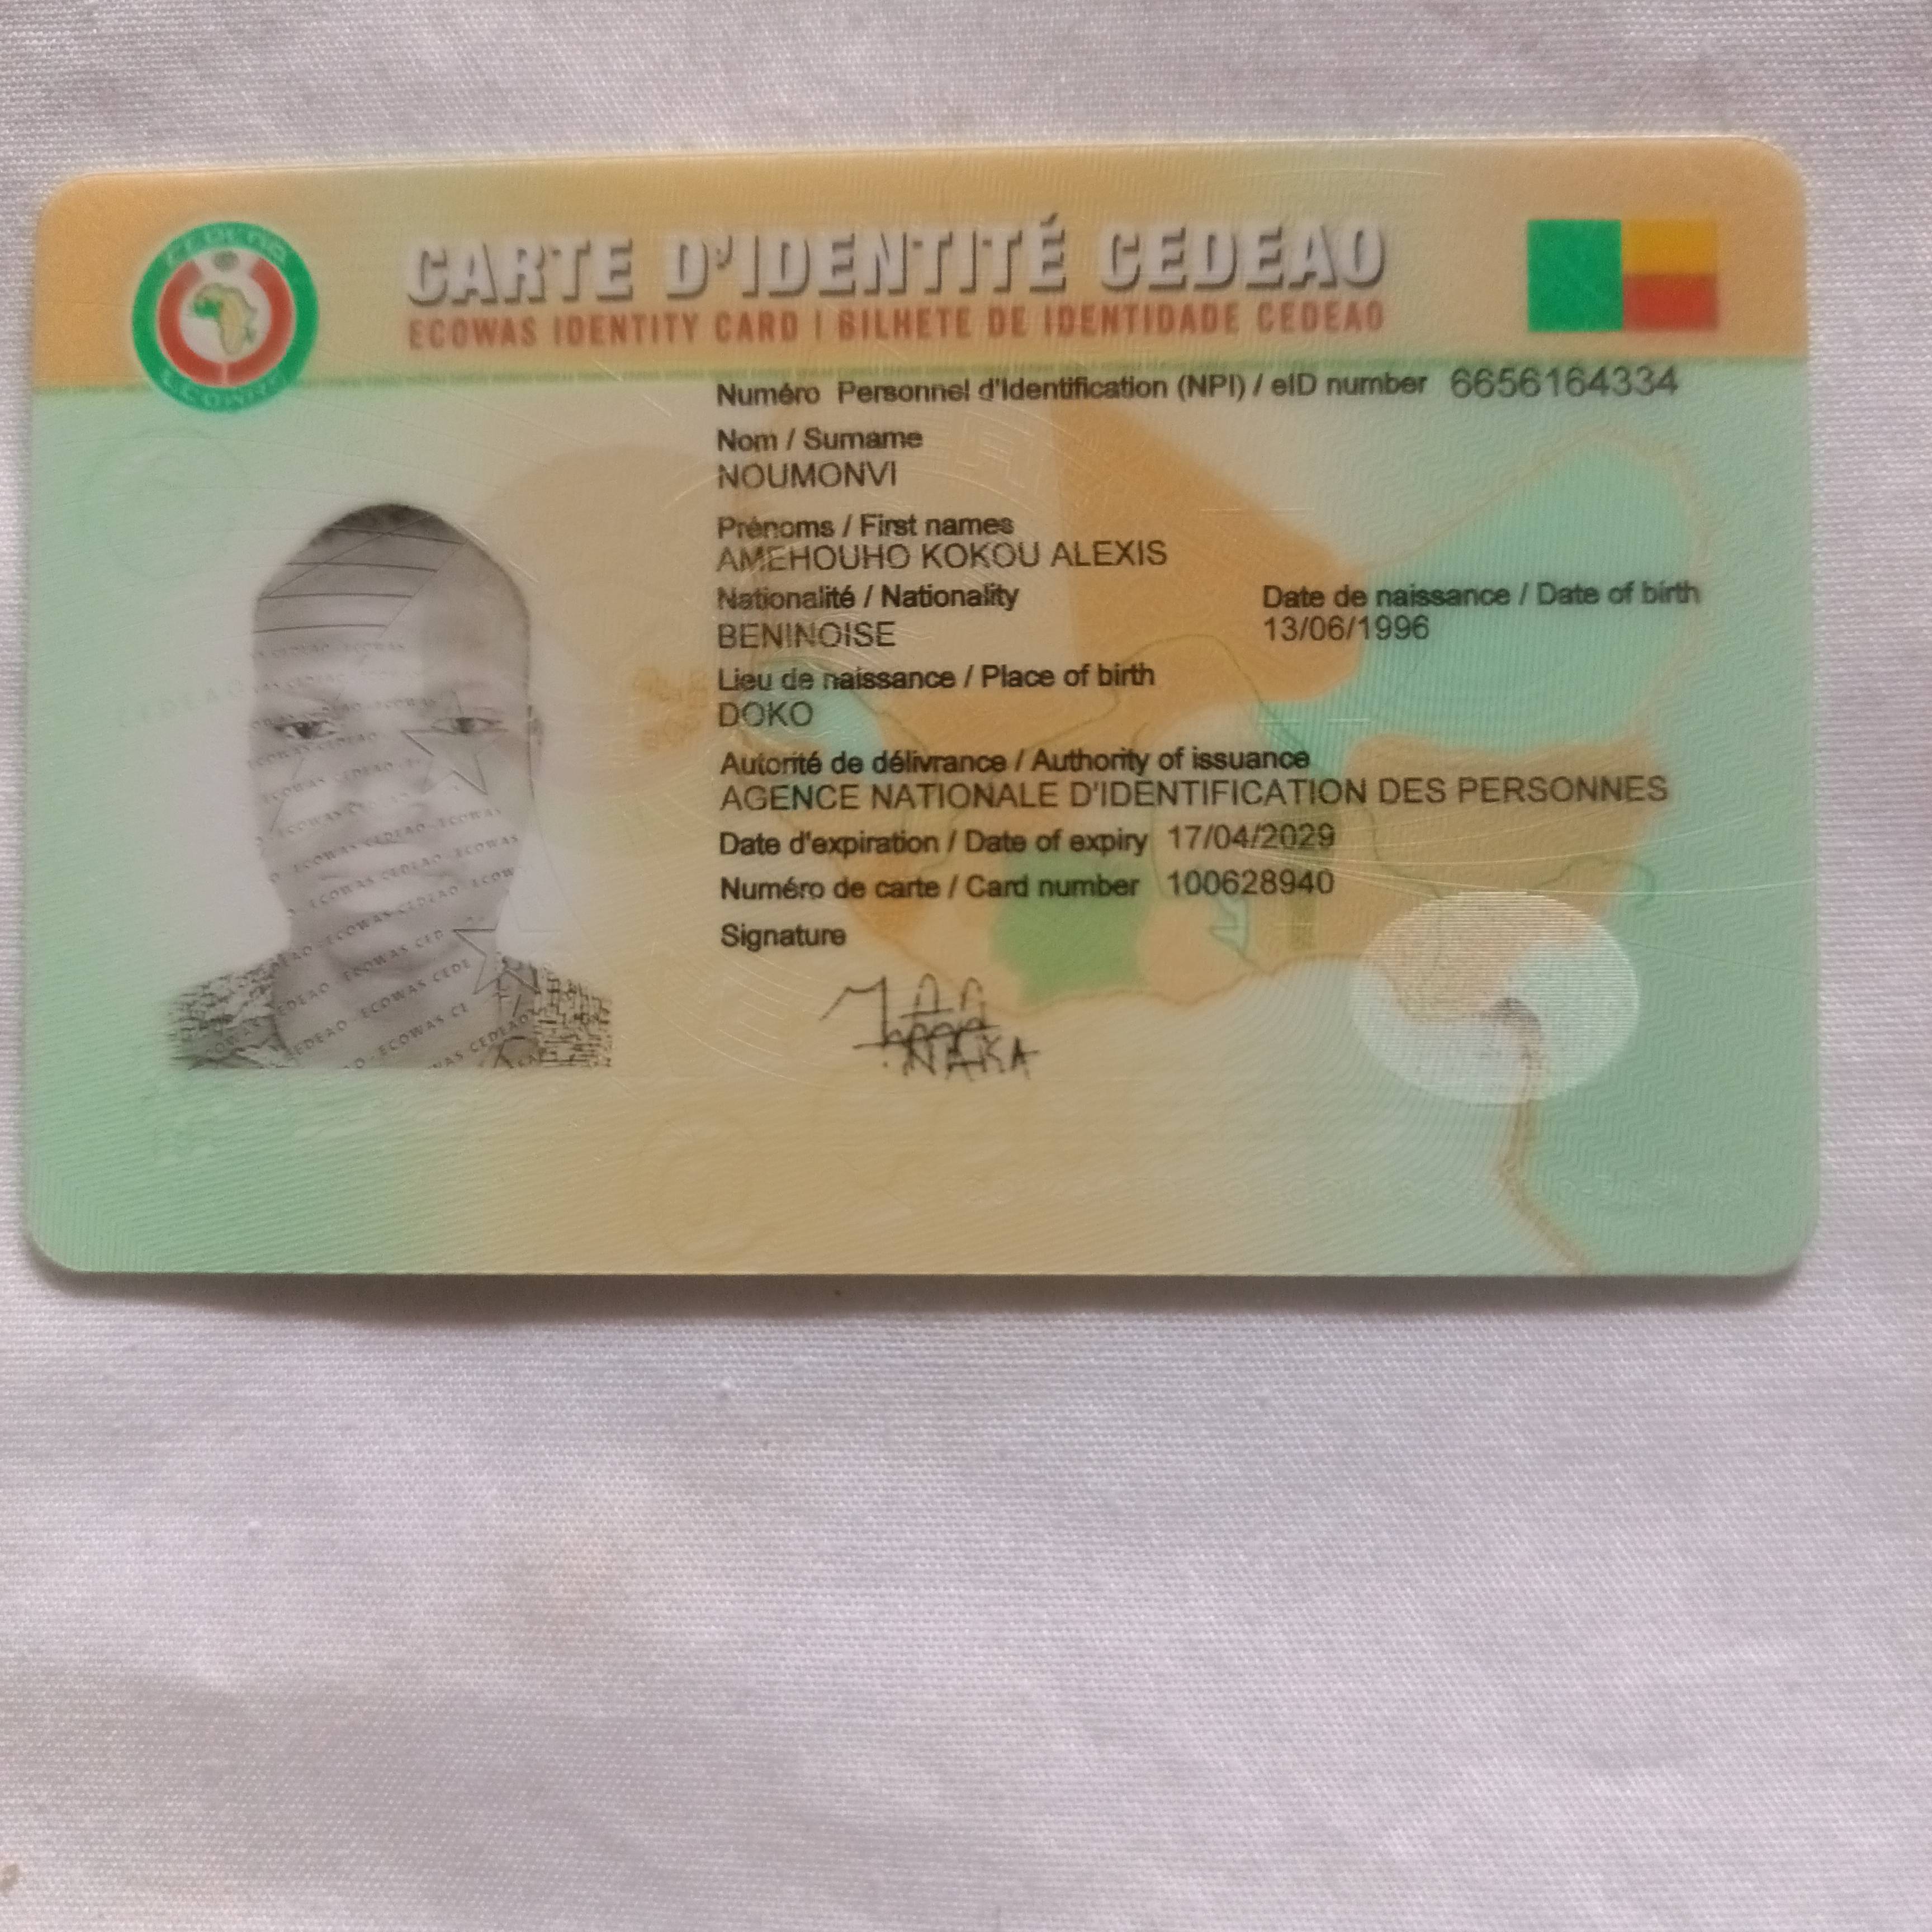 CARTE D'IDENTITÉ CEDEAO
ECOWAS IDENTITY CARD | BILHETE DE IDENTIDADE CEDEAO
Numéro Personnel d'Identification (NPI) / eID number 6656164334
Nom / Surname
NOUMONVI
Prénoms / First names
AMEHOUHO KOKOU ALEXIS
Nationalité / Nationality
BENINOISE
Date de naissance / Date of birth
13/06/1996
Lieu de naissance / Place of birth
DOKO
Autorité de délivrance / Authority of issuance
AGENCE NATIONALE D'IDENTIFICATION DES PERSONNES
Date d'expiration / Date of expiry 17/04/2029
Numéro de carte / Card number 100628940
Signature
NAKA